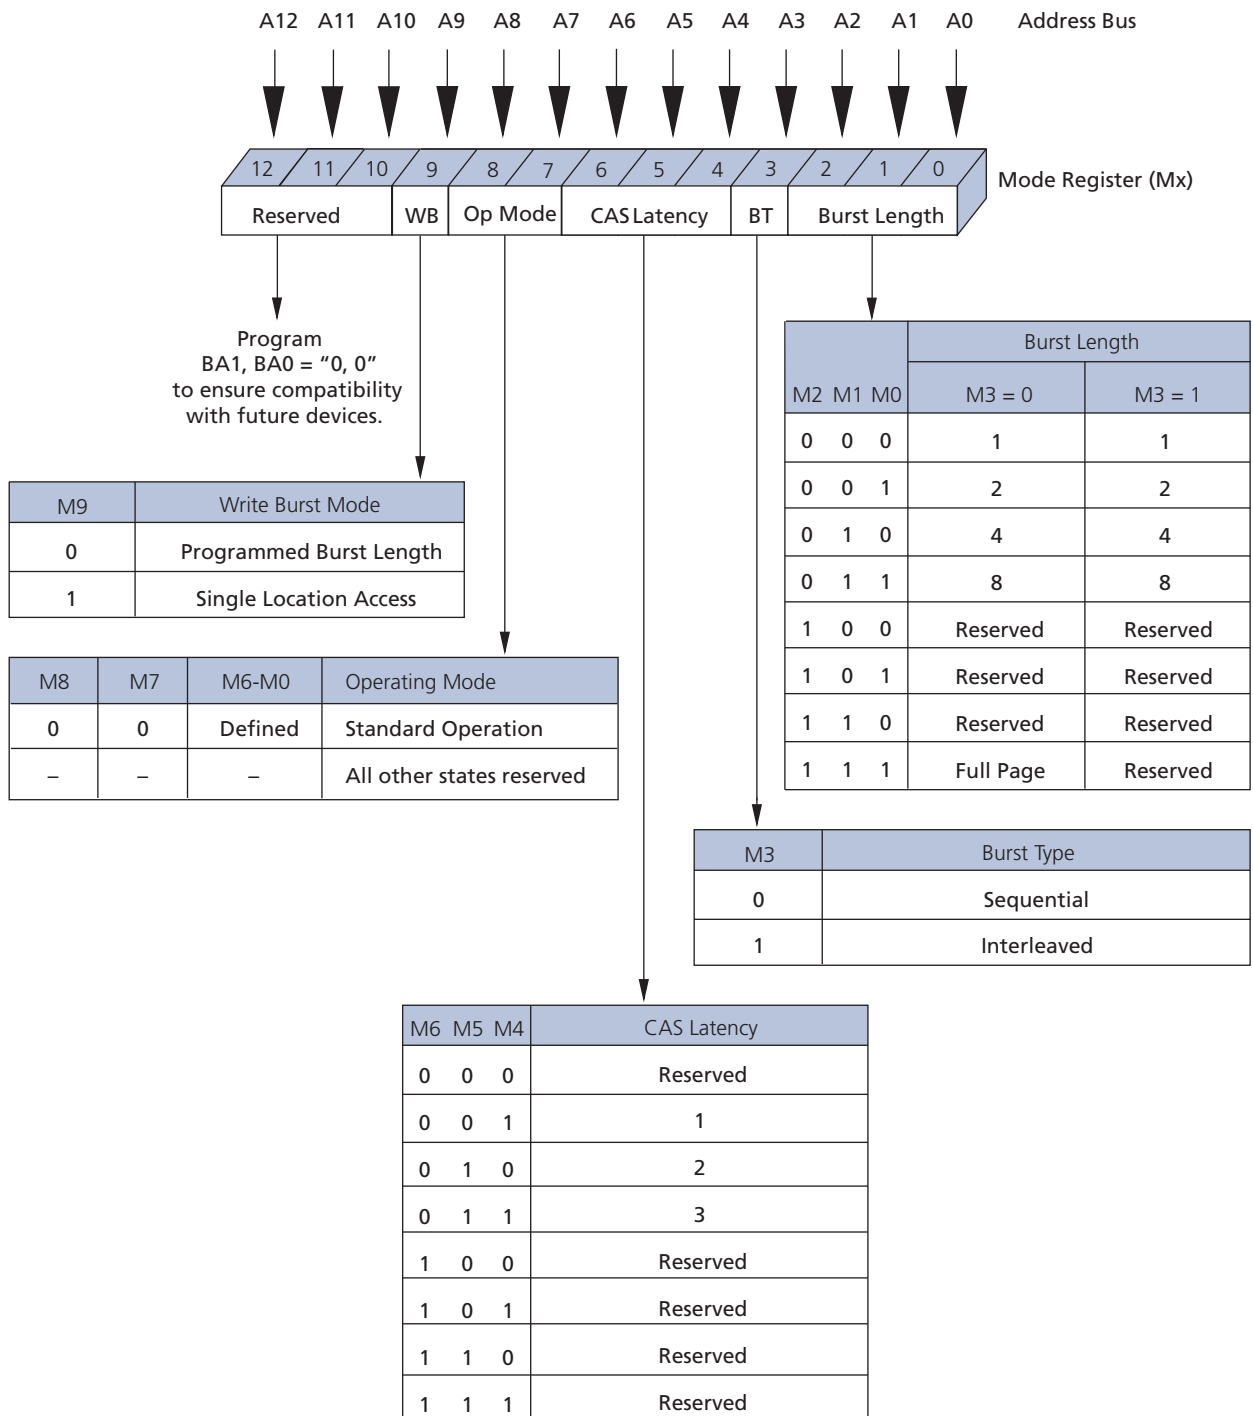 A12 A11 A10 A9 A8 A7 A6 A5 A4 A3 A2 A1 A0 Address Bus
12 11 10 9 8 7 6 5 4 3 2 1 0
Mode Register (Mx)
Reserved WB Op Mode CAS Latency BT Burst Length
Program
BA1, BA0 = “0, 0”
to ensure compatibility
with future devices.
Burst Length
M2 M1 M0 M3 = 0 M3 = 1
0 0 0 1 1
0 0 1 2 2
0 1 0 4 4
0 1 1 8 8
1 0 0 Reserved Reserved
1 0 1 Reserved Reserved
1 1 0 Reserved Reserved
1 1 1 Full Page Reserved
M9 Write Burst Mode
0 Programmed Burst Length
1 Single Location Access
M8 M7 M6-M0 Operating Mode
0 0 Defined Standard Operation
– – – All other states reserved
M3 Burst Type
0 Sequential
1 Interleaved
M6 M5 M4 CAS Latency
0 0 0 Reserved
0 0 1 1
0 1 0 2
0 1 1 3
1 0 0 Reserved
1 0 1 Reserved
1 1 0 Reserved
1 1 1 Reserved